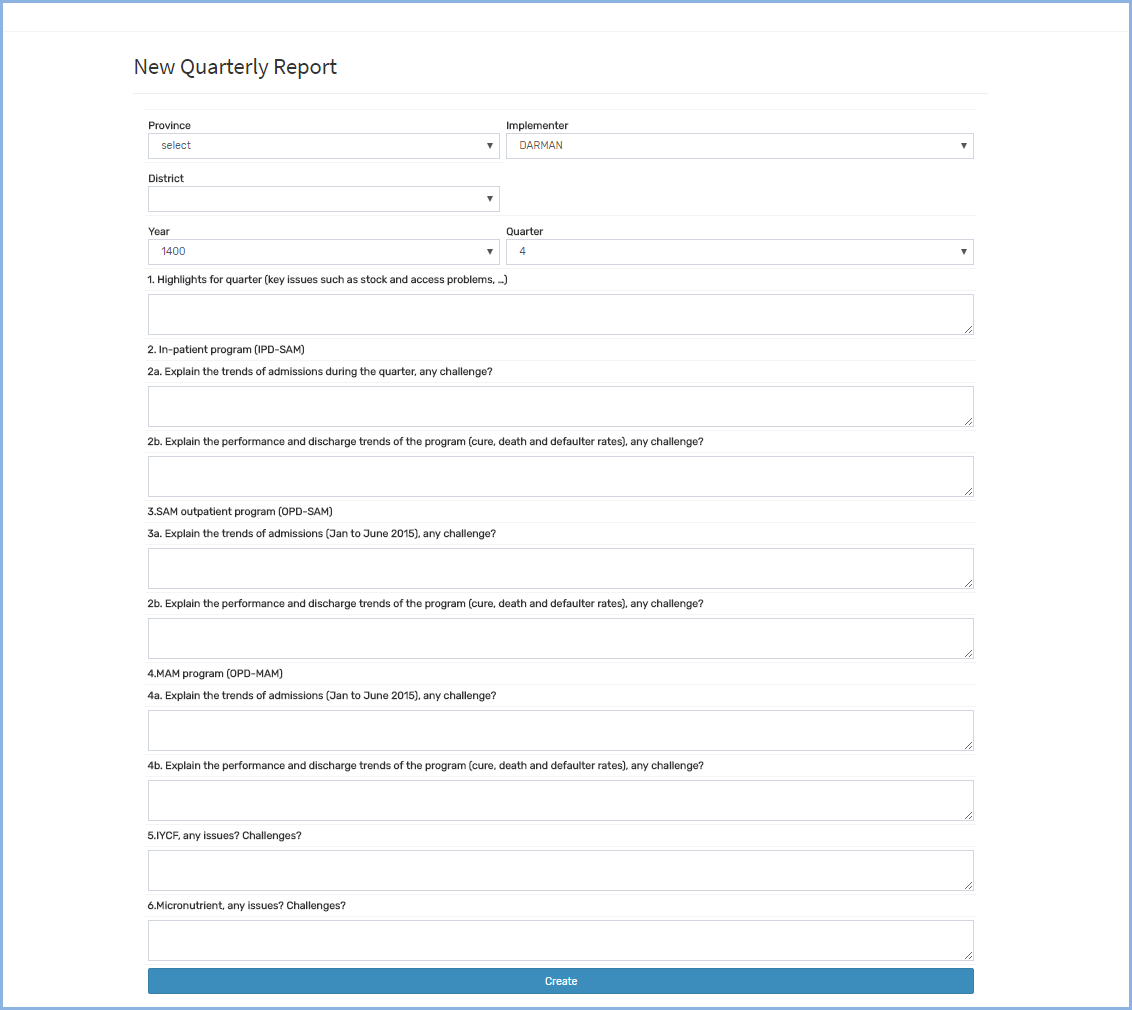 New Quarterly Report
Province Implementer
select DARMAN
District
Year Quarter
1400 4
1. Highlights for quarter (key issues such as stock and access problems, ...)
2. In-patient program (IPD-SAM)
2a. Explain the trends of admissions during the quarter, any challenge?
2b. Explain the performance and discharge trends of the program (cure, death and defaulter rates), any challenge?
3.SAM outpatient program (OPD-SAM)
3a. Explain the trends of admissions (Jan to June 2015), any challenge?
2b. Explain the performance and discharge trends of the program (cure, death and defaulter rates), any challenge?
4.MAM program (OPD-MAM)
4a. Explain the trends of admissions (Jan to June 2015), any challenge?
4b. Explain the performance and discharge trends of the program (cure, death and defaulter rates), any challenge?
5.IYCF, any issues? Challenges?
6.Micronutrient, any issues? Challenges?
Create